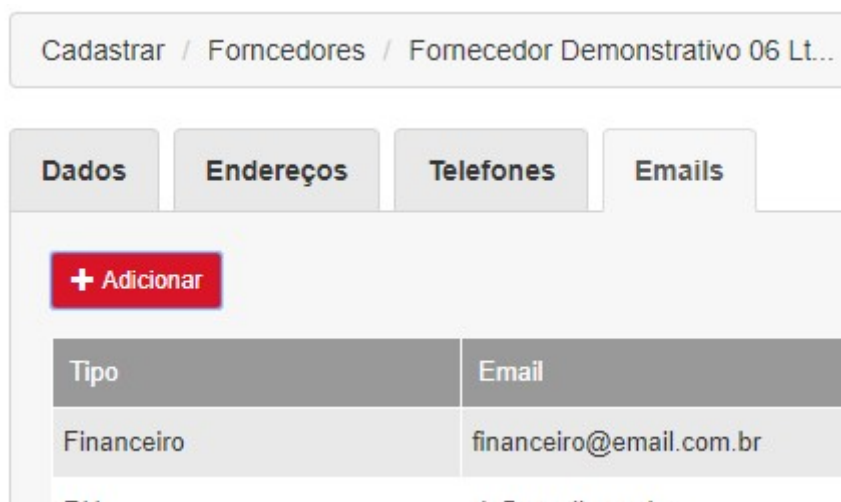 Cadastrar / Forncedores / Fornecedor Demonstrativo 06 Lt...
Dados Endereços Telefones Emails
+ Adicionar
Tipo Email
Financeiro financeiro@email.com.br